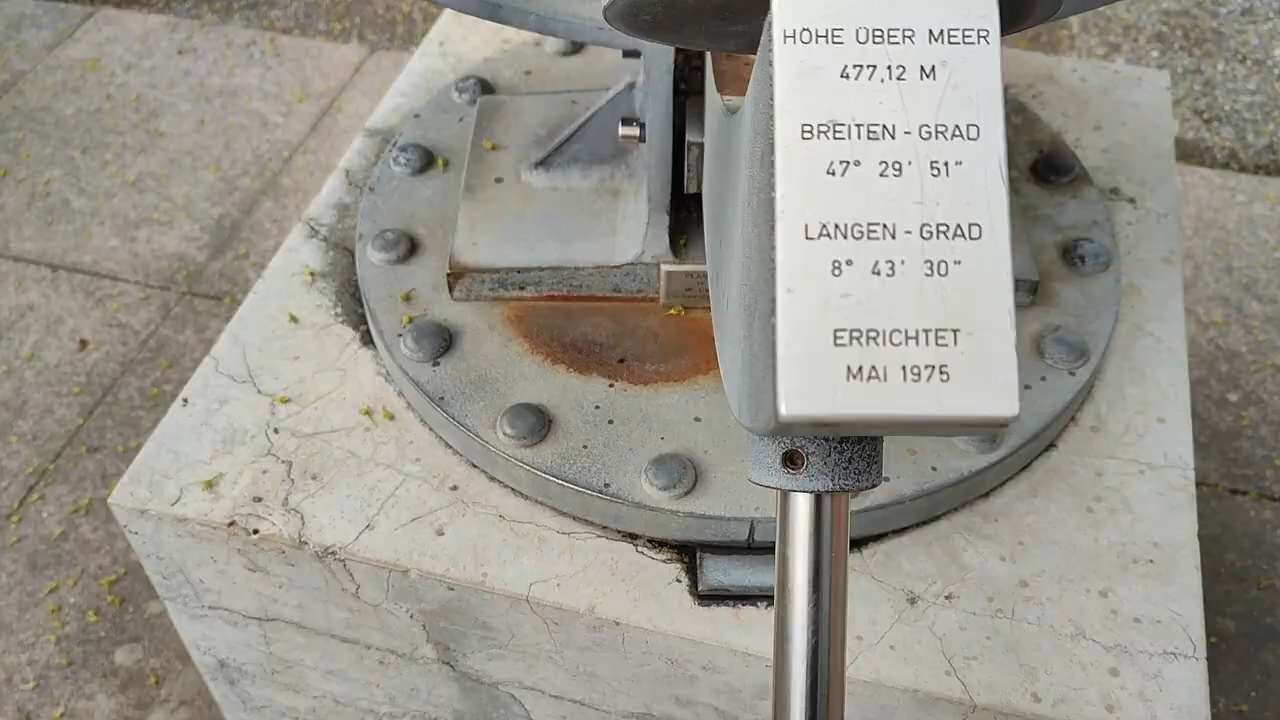 HÖHE ÜBER MEER
477,12 M
BREITEN - GRAD
47° 29' 51"
LÄNGEN - GRAD
8° 43' 30"
ERRICHTET
MAI 1975